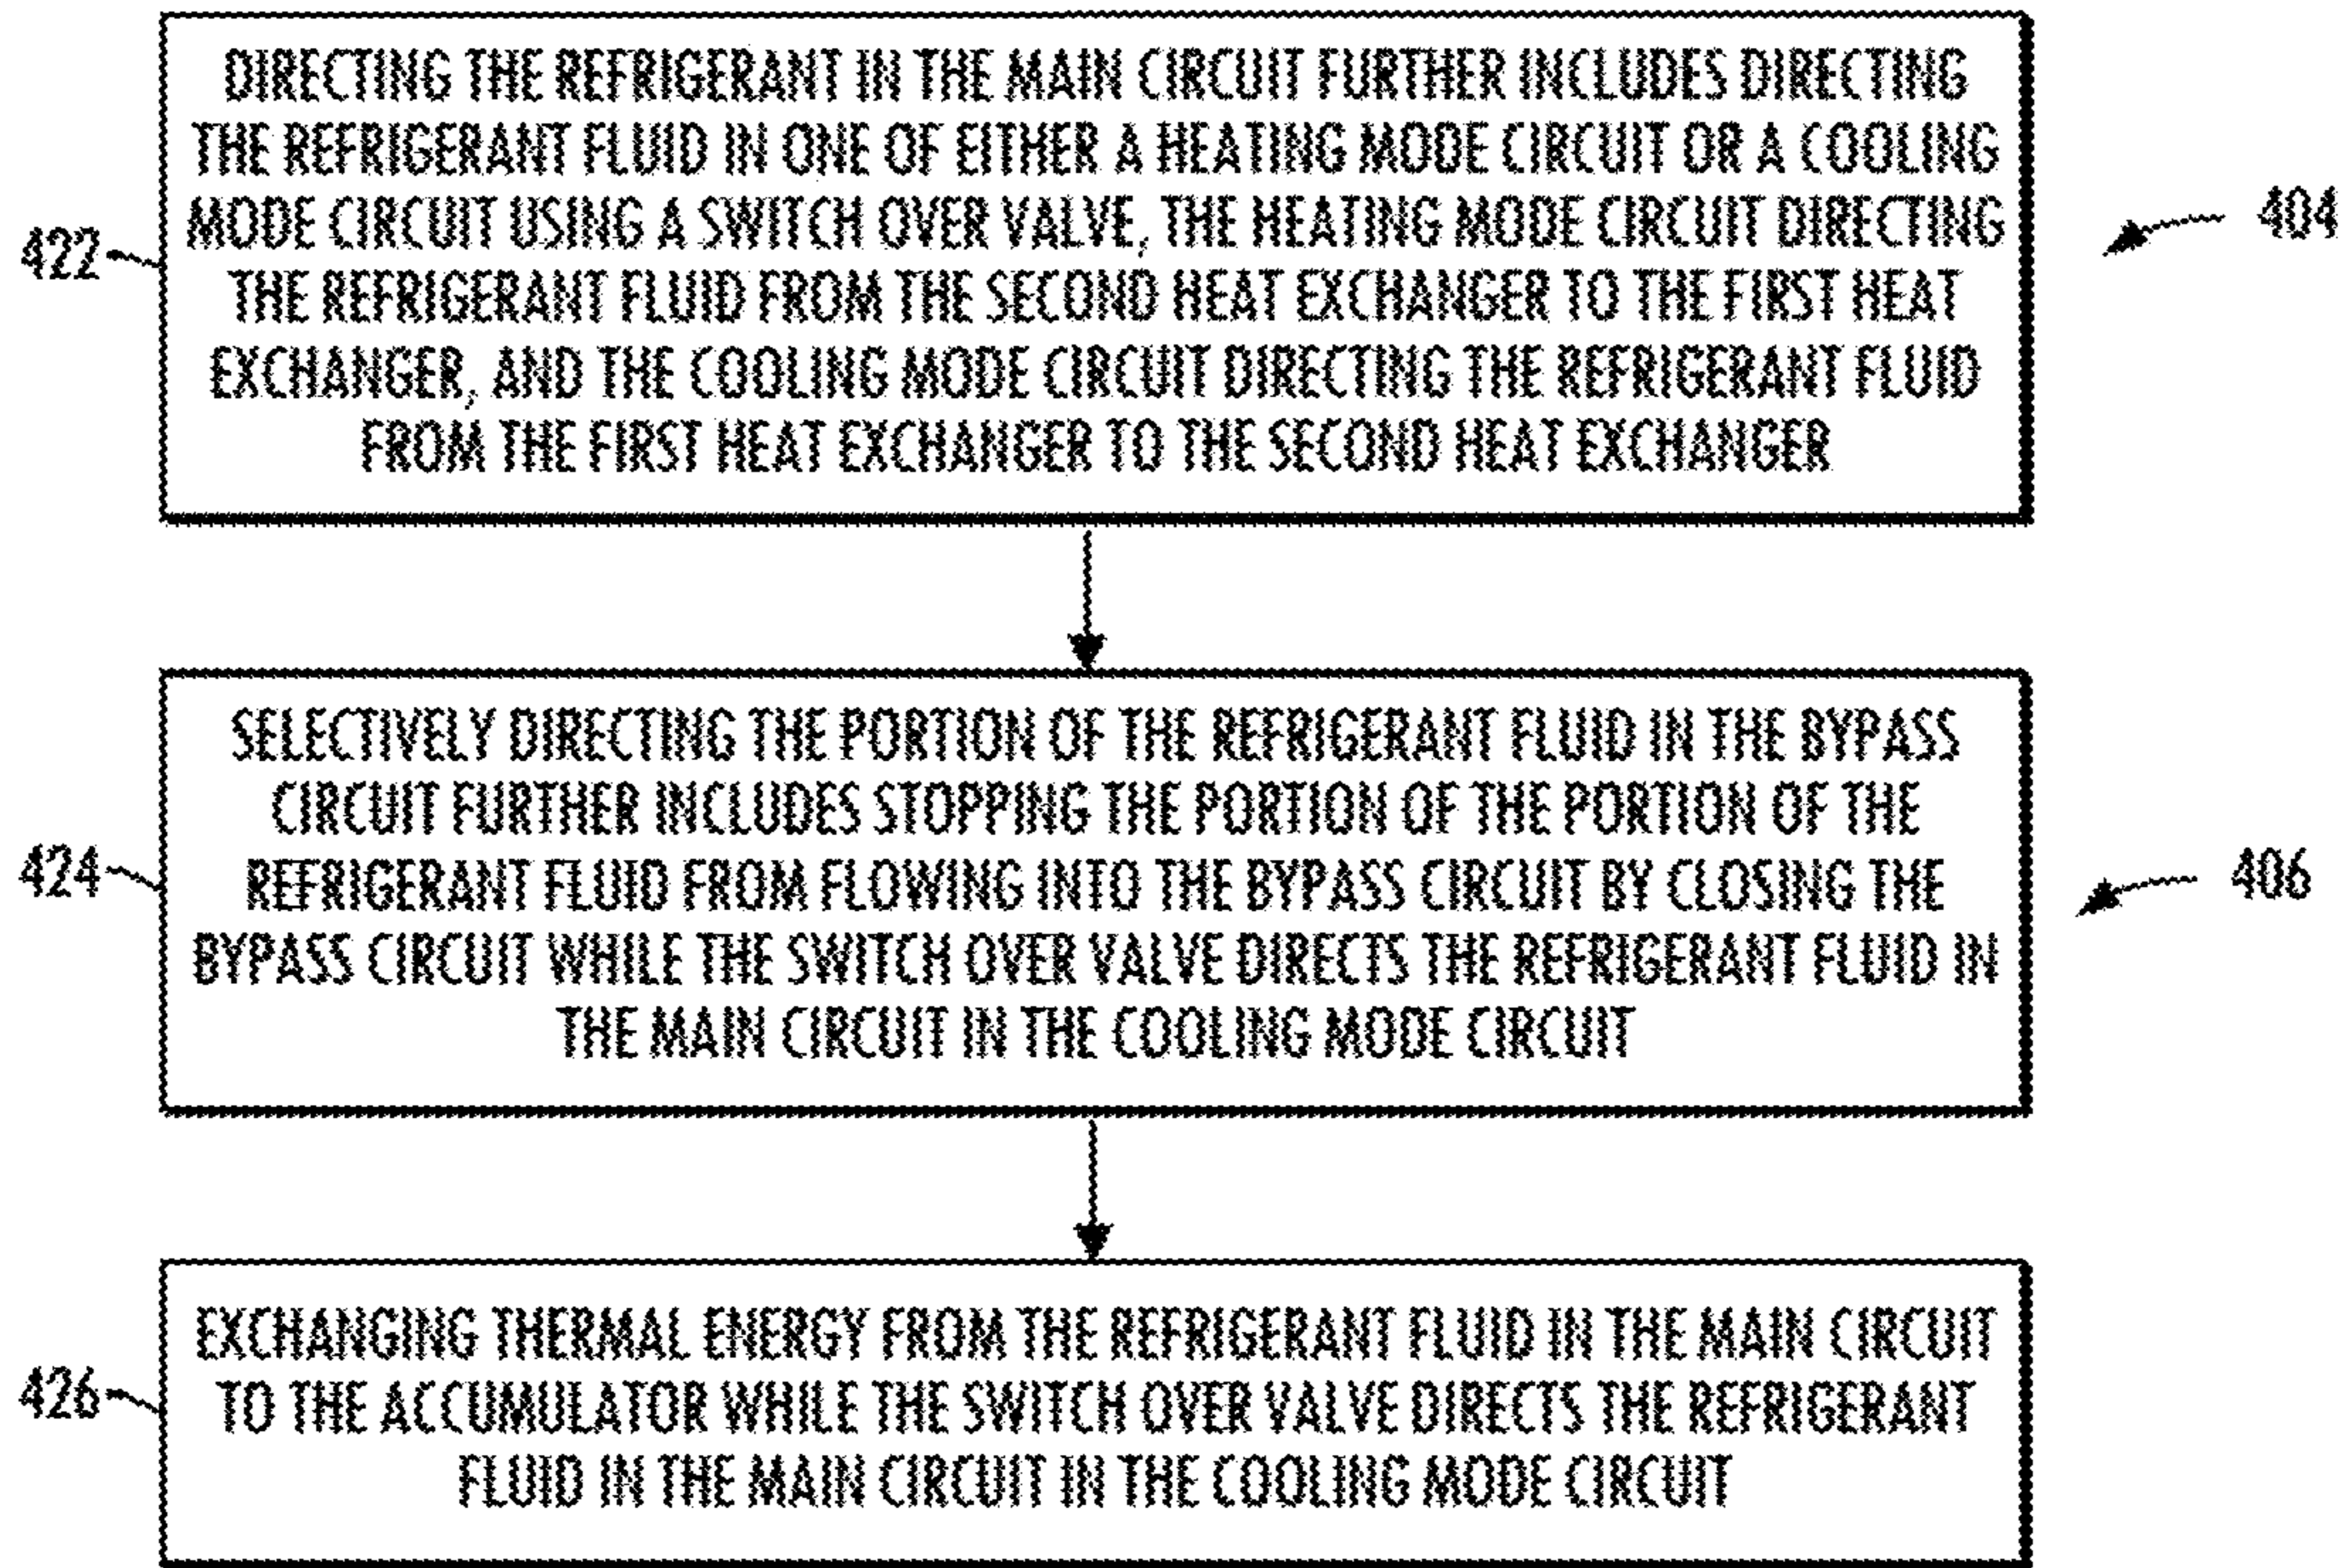 DIRECTING THE REFRIGERANT IN THE MAIN CIRCUIT FURTHER INCLUDES DIRECTING
THE REFRIGERANT FLUID IN ONE OF EITHER A HEATING MODE CIRCUIT OR A COOLING
MODE CIRCUIT USING A SWITCH OVER VALVE, THE HEATING MODE CIRCUIT DIRECTING
THE REFRIGERANT FLUID FROM THE SECOND HEAT EXCHANGER TO THE FIRST HEAT
EXCHANGER, AND THE COOLING MODE CIRCUIT DIRECTING THE REFRIGERANT FLUID
FROM THE FIRST HEAT EXCHANGER TO THE SECOND HEAT EXCHANGER
422
404
SELECTIVELY DIRECTING THE PORTION OF THE REFRIGERANT FLUID IN THE BYPASS
CIRCUIT FURTHER INCLUDES STOPPING THE PORTION OF THE PORTION OF THE
REFRIGERANT FLUID FROM FLOWING INTO THE BYPASS CIRCUIT BY CLOSING THE
BYPASS CIRCUIT WHILE THE SWITCH OVER VALVE DIRECTS THE REFRIGERANT FLUID IN
THE MAIN CIRCUIT IN THE COOLING MODE CIRCUIT
424
406
EXCHANGING THERMAL ENERGY FROM THE REFRIGERANT FLUID IN THE MAIN CIRCUIT
TO THE ACCUMULATOR WHILE THE SWITCH OVER VALVE DIRECTS THE REFRIGERANT
FLUID IN THE MAIN CIRCUIT IN THE COOLING MODE CIRCUIT
426